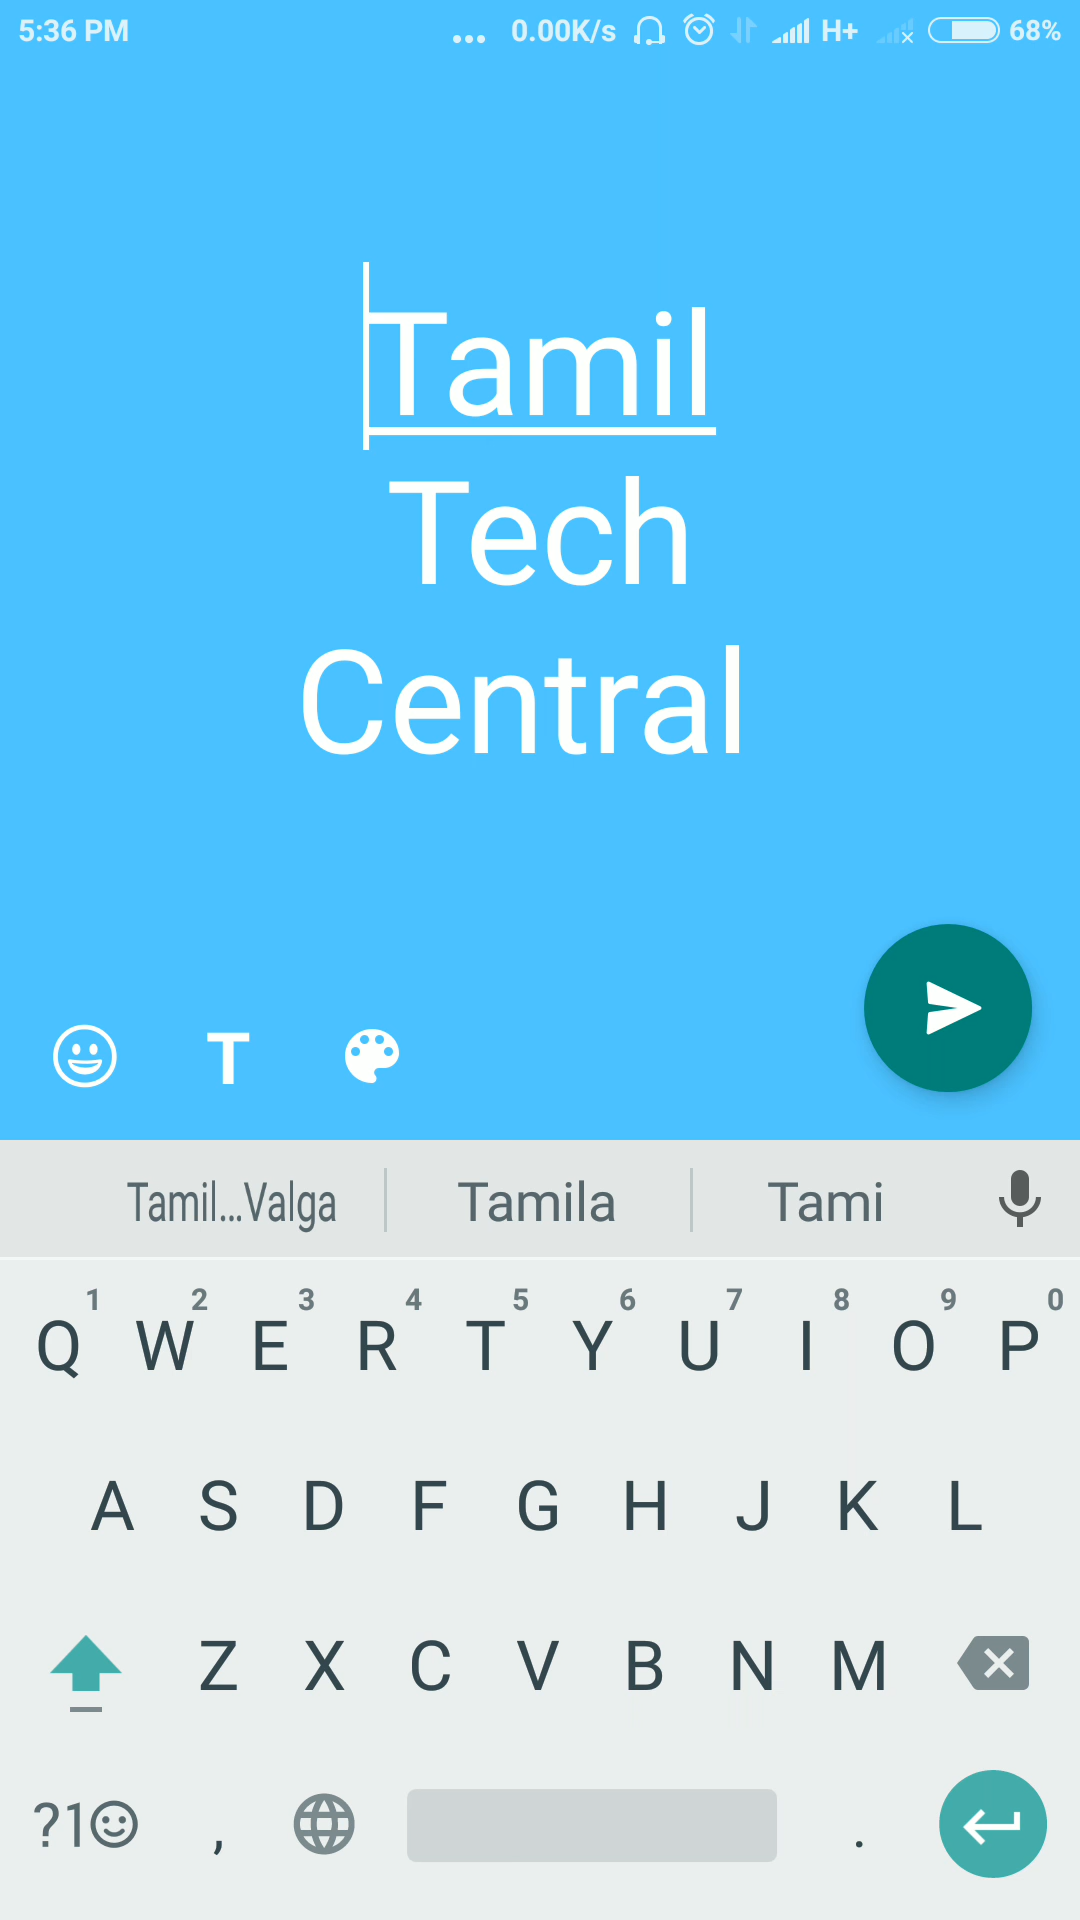 5:36 PM ... 0.00K/s H+ 68%
Tamil
Tech
Central
T
Tamil...Valga Tamila Tami
1 2 3 4 5 6 7 8 9 0
Q W E R T Y U I O P
A S D F G H J K L
Z X C V B N M
?1☺ , .